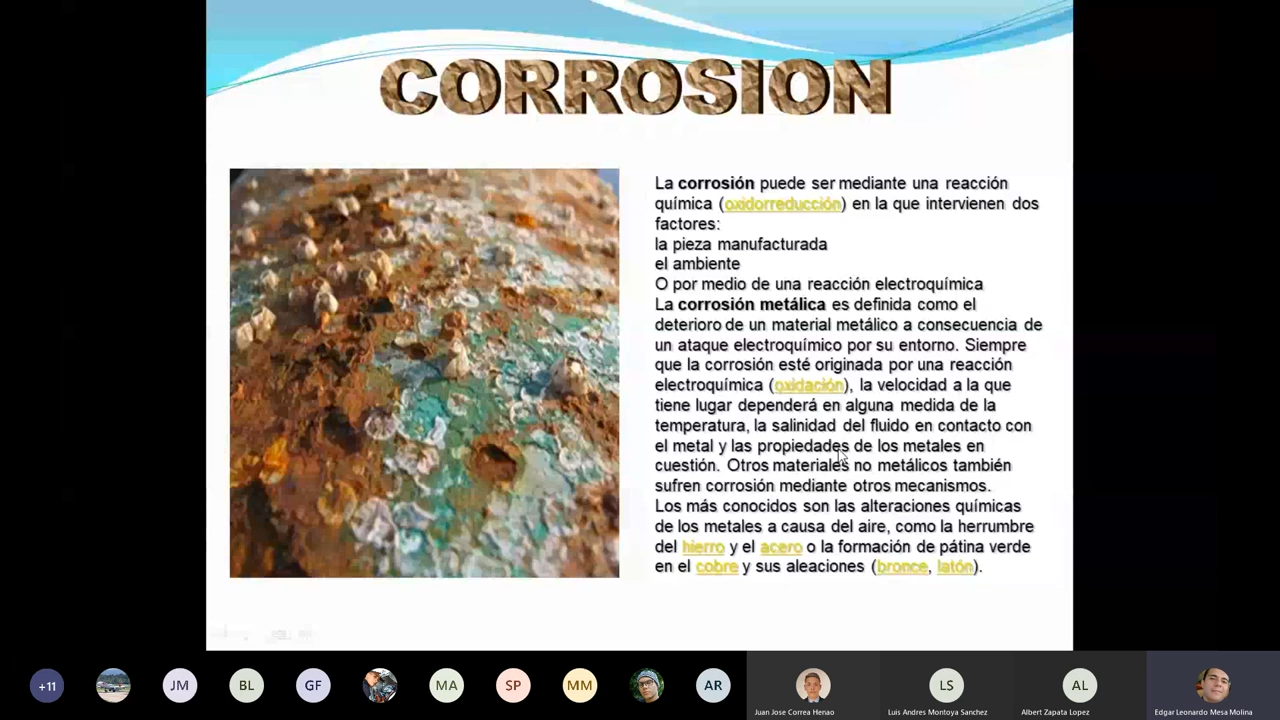 CORROSION
La corrosión puede ser mediante una reacción
química (oxidorreducción) en la que intervienen dos
factores:
la pieza manufacturada
el ambiente
O por medio de una reacción electroquímica
La corrosión metálica es definida como el
deterioro de un material metálico a consecuencia de
un ataque electroquímico por su entorno. Siempre
que la corrosión esté originada por una reacción
electroquímica (oxidación), la velocidad a la que
tiene lugar dependerá en alguna medida de la
temperatura, la salinidad del fluido en contacto con
el metal y las propiedades de los metales en
cuestión. Otros materiales no metálicos también
sufren corrosión mediante otros mecanismos.
Los más conocidos son las alteraciones químicas
de los metales a causa del aire, como la herrumbre
del hierro y el acero o la formación de pátina verde
en el cobre y sus aleaciones (bronce, latón).
+11 JM BL GF MA SP MM AR LS AL
Juan Jose Correa Henao Luis Andres Montoya Sanchez Albert Zapata Lopez Edgar Leonardo Mesa Molina